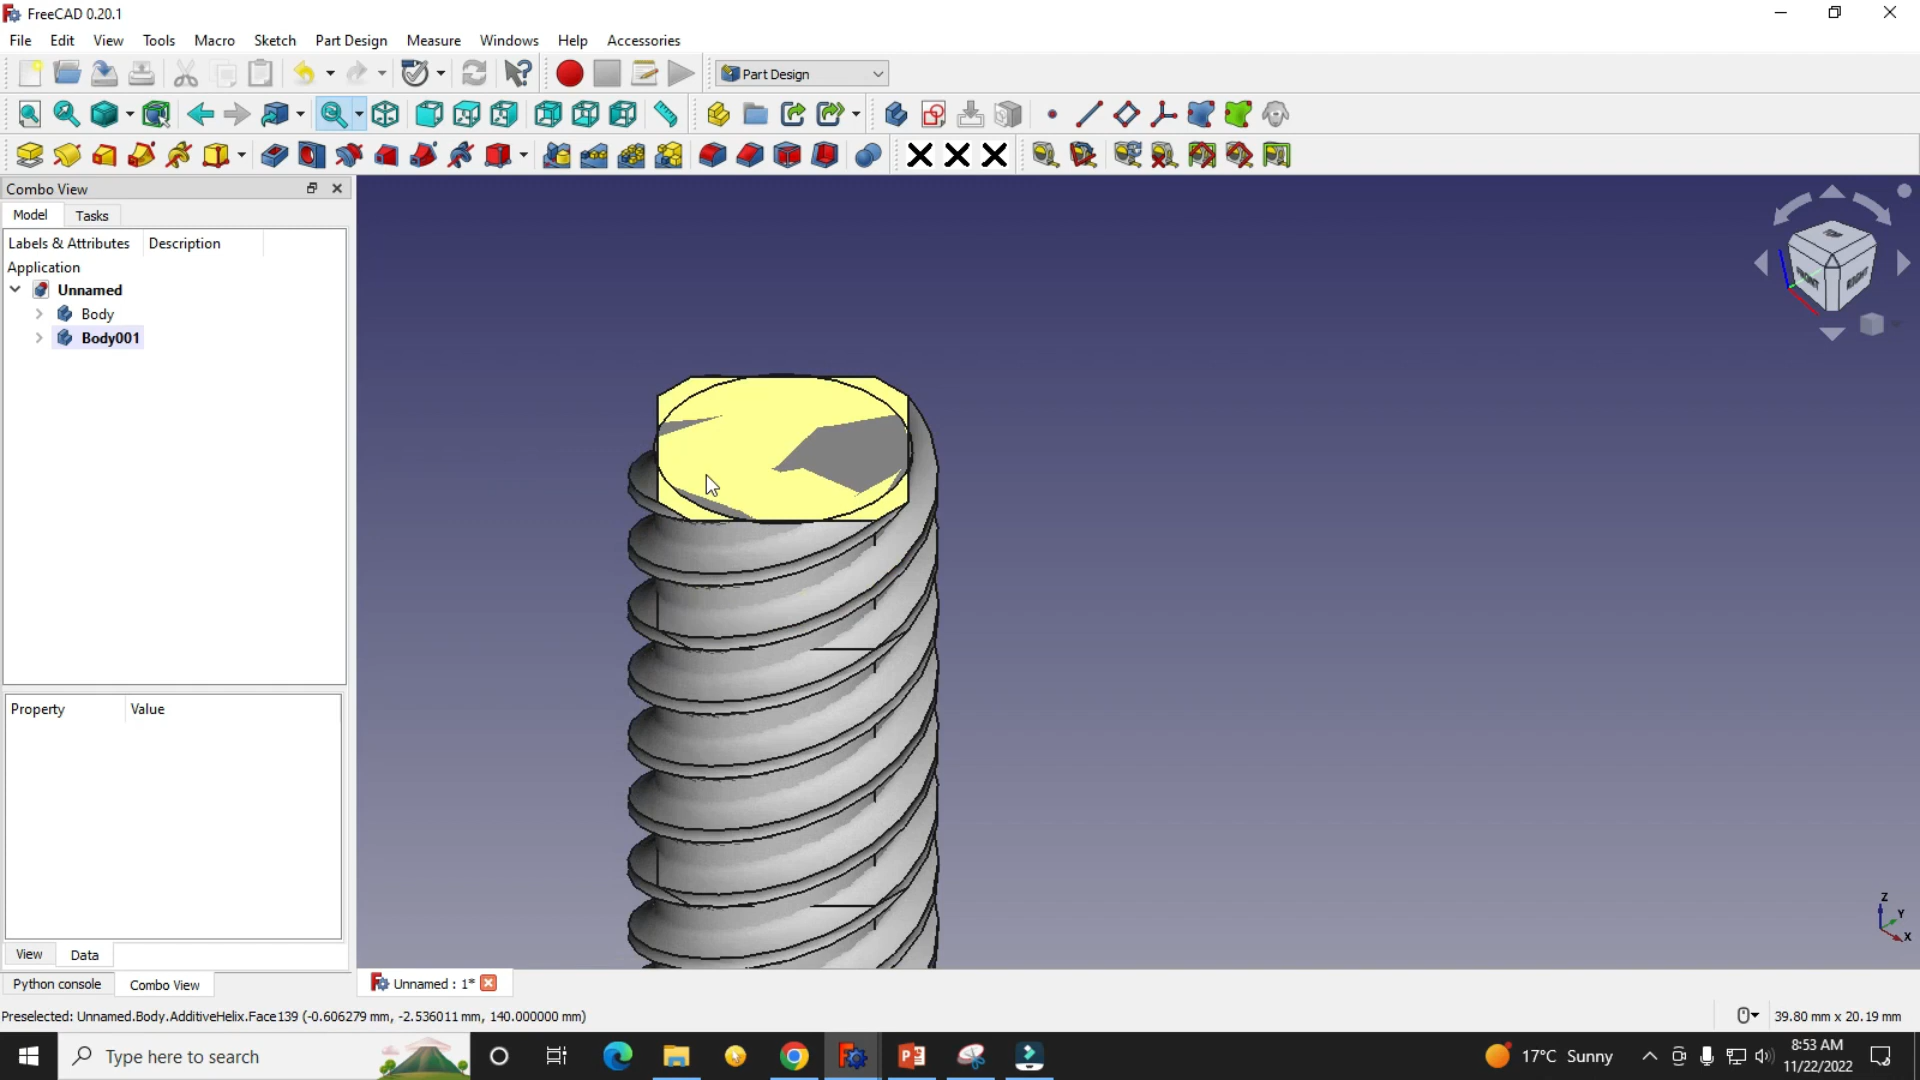 FreeCAD 0.20.1
File Edit View Tools Macro Sketch Part Design Measure Windows Help Accessories
Part Design
Combo View
Model Tasks
Labels & Attributes Description
Application
Unnamed
Body
Body001
TOP
FRONT
RIGHT
Property Value
Z
Y
X
View Data
Python console Combo View
Unnamed : 1*
Preselected: Unnamed.Body.AdditiveHelix.Face139 (-0.606279 mm, -2.536011 mm, 140.000000 mm)
39.80 mm x 20.19 mm
Type here to search
17°C Sunny
8:53 AM
11/22/2022